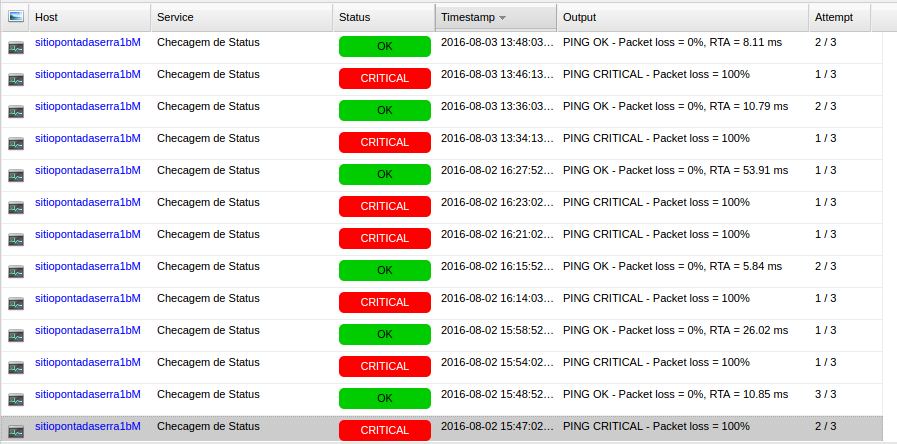 Host Service Status Timestamp Output Attempt
sitiopontadaserra1bM Checagem de Status OK 2016-08-03 13:48:03... PING OK - Packet loss = 0%, RTA = 8.11 ms 2 / 3
sitiopontadaserra1bM Checagem de Status CRITICAL 2016-08-03 13:46:13... PING CRITICAL - Packet loss = 100% 1 / 3
sitiopontadaserra1bM Checagem de Status OK 2016-08-03 13:36:03... PING OK - Packet loss = 0%, RTA = 10.79 ms 2 / 3
sitiopontadaserra1bM Checagem de Status CRITICAL 2016-08-03 13:34:13... PING CRITICAL - Packet loss = 100% 1 / 3
sitiopontadaserra1bM Checagem de Status OK 2016-08-02 16:27:52... PING OK - Packet loss = 0%, RTA = 53.91 ms 1 / 3
sitiopontadaserra1bM Checagem de Status CRITICAL 2016-08-02 16:23:02... PING CRITICAL - Packet loss = 100% 1 / 3
sitiopontadaserra1bM Checagem de Status CRITICAL 2016-08-02 16:21:02... PING CRITICAL - Packet loss = 100% 1 / 3
sitiopontadaserra1bM Checagem de Status OK 2016-08-02 16:15:52... PING OK - Packet loss = 0%, RTA = 5.84 ms 2 / 3
sitiopontadaserra1bM Checagem de Status CRITICAL 2016-08-02 16:14:03... PING CRITICAL - Packet loss = 100% 1 / 3
sitiopontadaserra1bM Checagem de Status OK 2016-08-02 15:58:52... PING OK - Packet loss = 0%, RTA = 26.02 ms 1 / 3
sitiopontadaserra1bM Checagem de Status CRITICAL 2016-08-02 15:54:02... PING CRITICAL - Packet loss = 100% 1 / 3
sitiopontadaserra1bM Checagem de Status OK 2016-08-02 15:48:52... PING OK - Packet loss = 0%, RTA = 10.85 ms 3 / 3
sitiopontadaserra1bM Checagem de Status CRITICAL 2016-08-02 15:47:02... PING CRITICAL - Packet loss = 100% 2 / 3